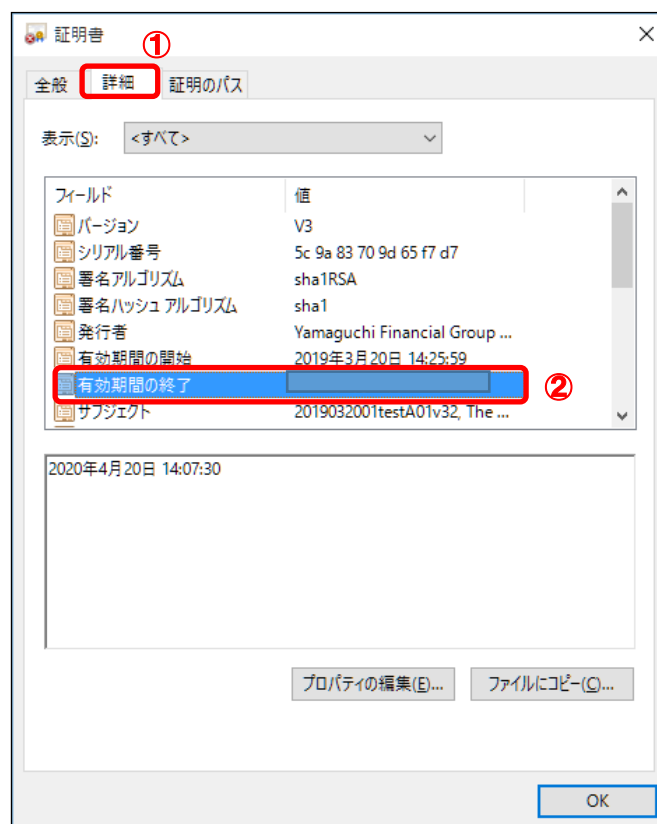 証明書
①
全般 詳細 証明のパス
表示(S): <すべて>
フィールド 値
バージョン V3
シリアル番号 5c 9a 83 70 9d 65 f7 d7
署名アルゴリズム sha1RSA
署名ハッシュ アルゴリズム sha1
発行者 Yamaguchi Financial Group ...
有効期間の開始 2019年3月20日 14:25:59
有効期間の終了 ②
サブジェクト 2019032001testA01v32, The ...
2020年4月20日 14:07:30
プロパティの編集(E)... ファイルにコピー(C)...
OK